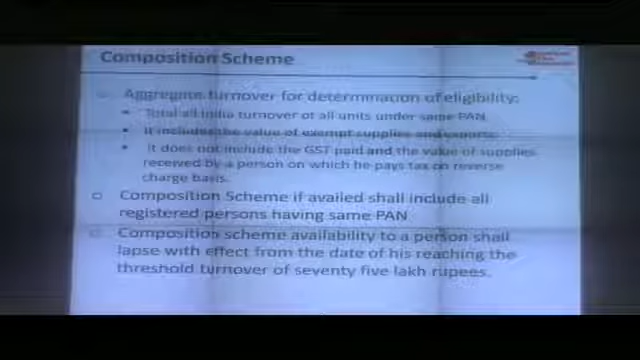 Composition Scheme
Aggregate turnover for determination of eligibility:
Total all India turnover of all units under same PAN
It includes the value of exempt supplies and exports
It does not include the GST paid and the value of supplies
received by a person on which he pays tax on reverse
charge basis.
Composition Scheme if availed shall include all
registered persons having same PAN
Composition scheme availability to a person shall
lapse with effect from the date of his reaching the
threshold turnover of seventy five lakh rupees.